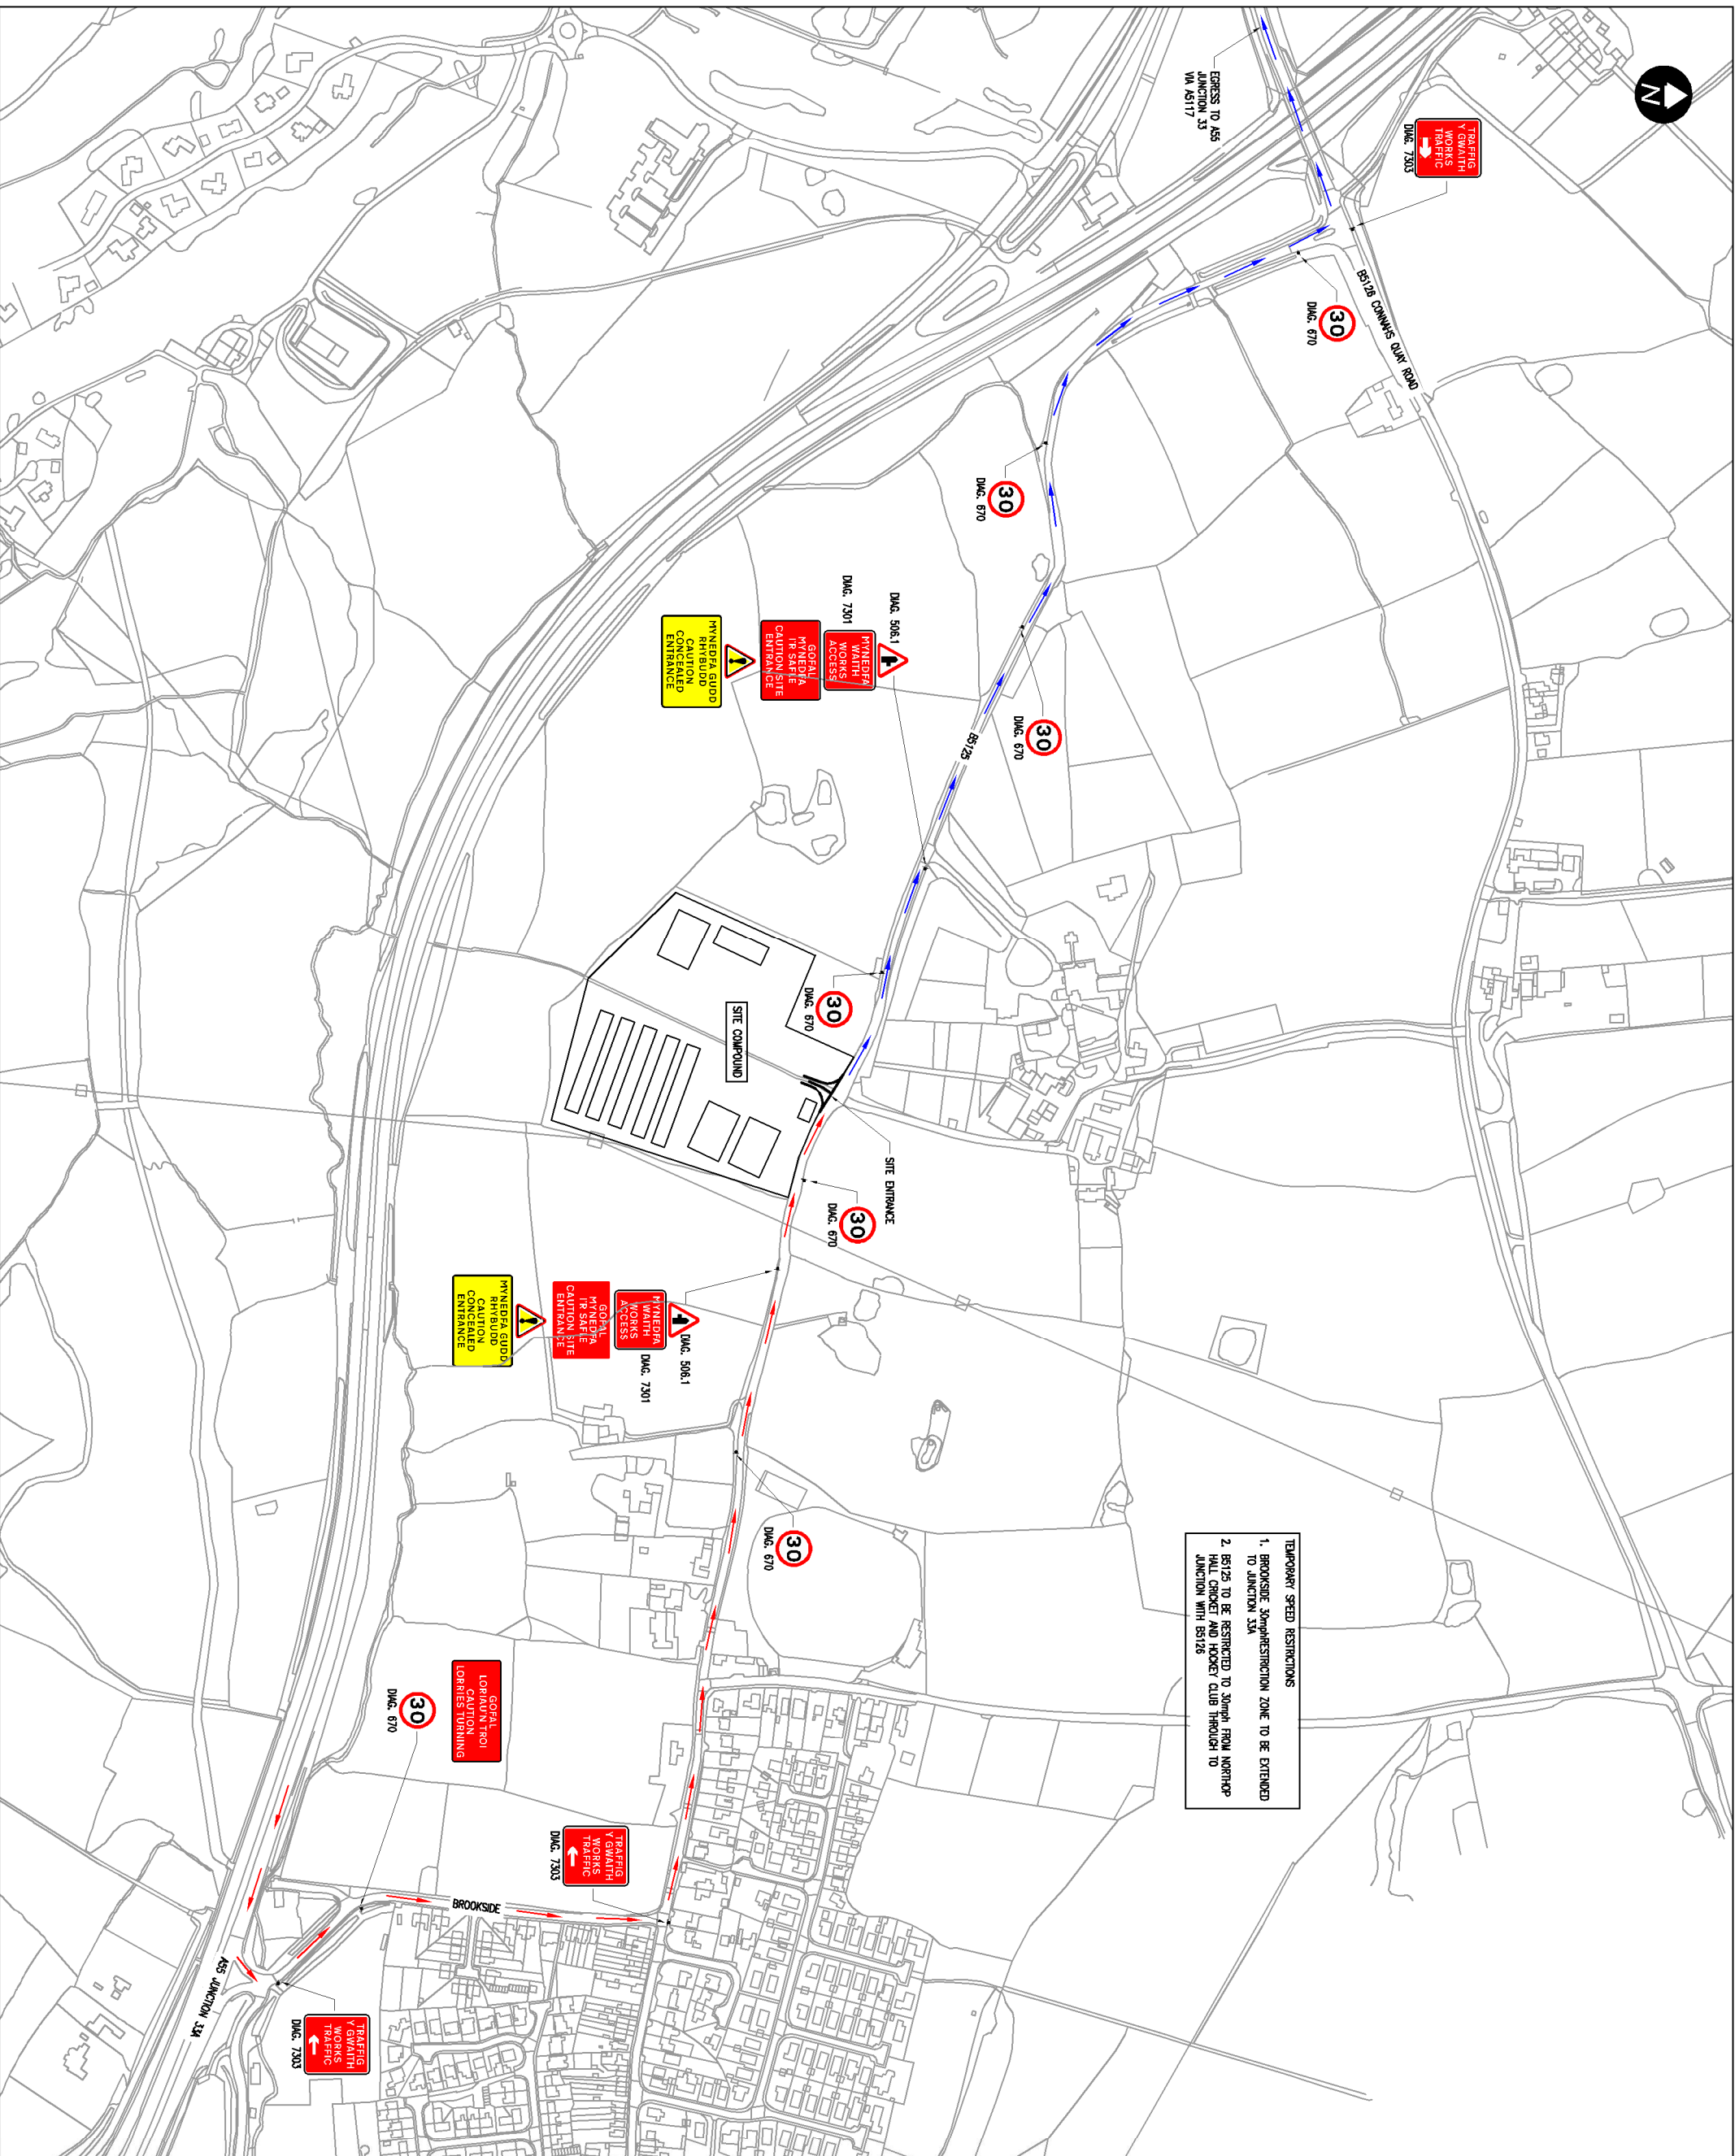 N
TRAFFIG
Y GWAITH
WORKS
TRAFFIC
DIAG. 7303
EGRESS TO A55
JUNCTION 33
VIA A5117
B5126 CONNAHS QUAY ROAD
30
DIAG. 670
30
DIAG. 670
30
DIAG. 670
B5125
DIAG. 506.1
DIAG. 7301
MYNEDFA
WAITH
WORKS
ACCESS
GOFAL
MYNEDFA
I'R SAFLE
CAUTION SITE
ENTRANCE
MYNEDFA GUDD
RHYBUDD
CAUTION
CONCEALED
ENTRANCE
30
DIAG. 670
SITE COMPOUND
SITE ENTRANCE
30
DIAG. 670
DIAG. 506.1
DIAG. 7301
MYNEDFA
WAITH
WORKS
ACCESS
GOFAL
MYNEDFA
I'R SAFLE
CAUTION SITE
ENTRANCE
MYNEDFA GUDD
RHYBUDD
CAUTION
CONCEALED
ENTRANCE
30
DIAG. 670
TEMPORARY SPEED RESTRICTIONS
1. BROOKSIDE 30mphRESTRICTION ZONE TO BE EXTENDED
TO JUNCTION 33A
2. B5125 TO BE RESTRICTED TO 30mph FROM NORTHOP
HALL CRICKET AND HOCKEY CLUB THROUGH TO
JUNCTION WITH B5126
GOFAL
LORIAU'N TROI
CAUTION
LORRIES TURNING
30
DIAG. 670
TRAFFIG
Y GWAITH
WORKS
TRAFFIC
DIAG. 7303
BROOKSIDE
A55 JUNCTION 33A
TRAFFIG
Y GWAITH
WORKS
TRAFFIC
DIAG. 7303